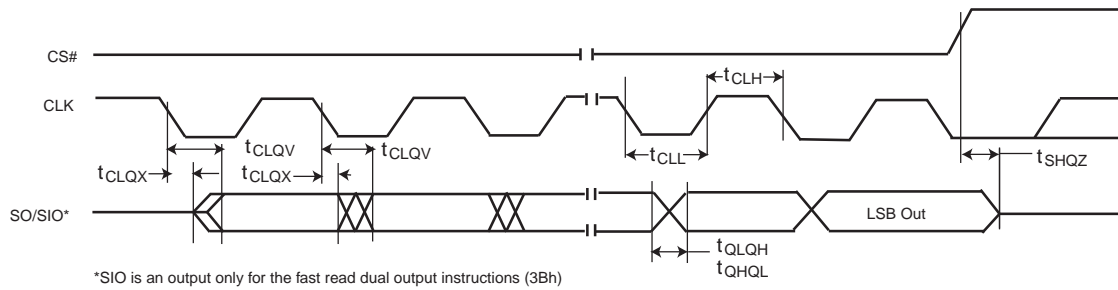 CS#
CLK
tCLH
tCLQV
tCLQV
tCLL
tCLQX
tCLQX
tSHQZ
SO/SIO*
LSB Out
tQLQH
tQHQL
*SIO is an output only for the fast read dual output instructions (3Bh)